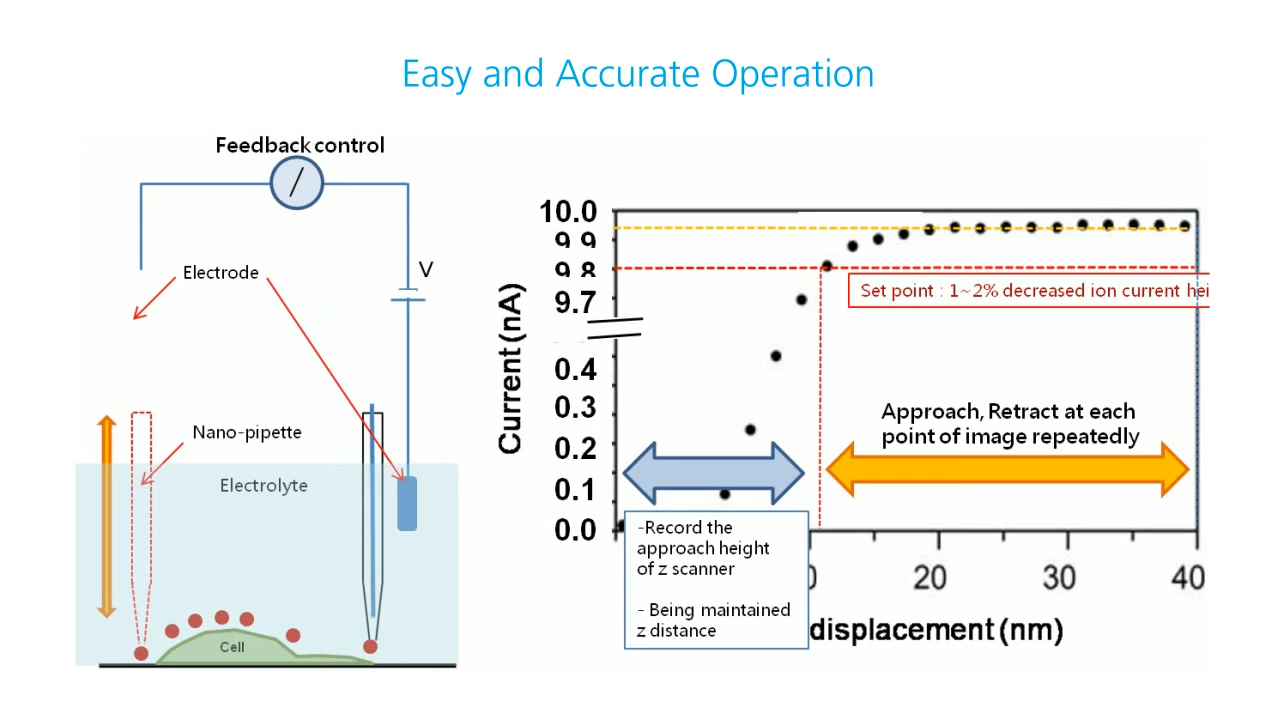 Easy and Accurate Operation
Feedback control
Electrode
V
Nano-pipette
Electrolyte
Cell
Current (nA)
10.0
9.9
9.8
9.7
0.4
0.3
0.2
0.1
0.0
Set point : 1~2% decreased ion current hei
Approach, Retract at each
point of image repeatedly
-Record the
approach height
of z scanner
- Being maintained
z distance
0
20
30
40
displacement (nm)